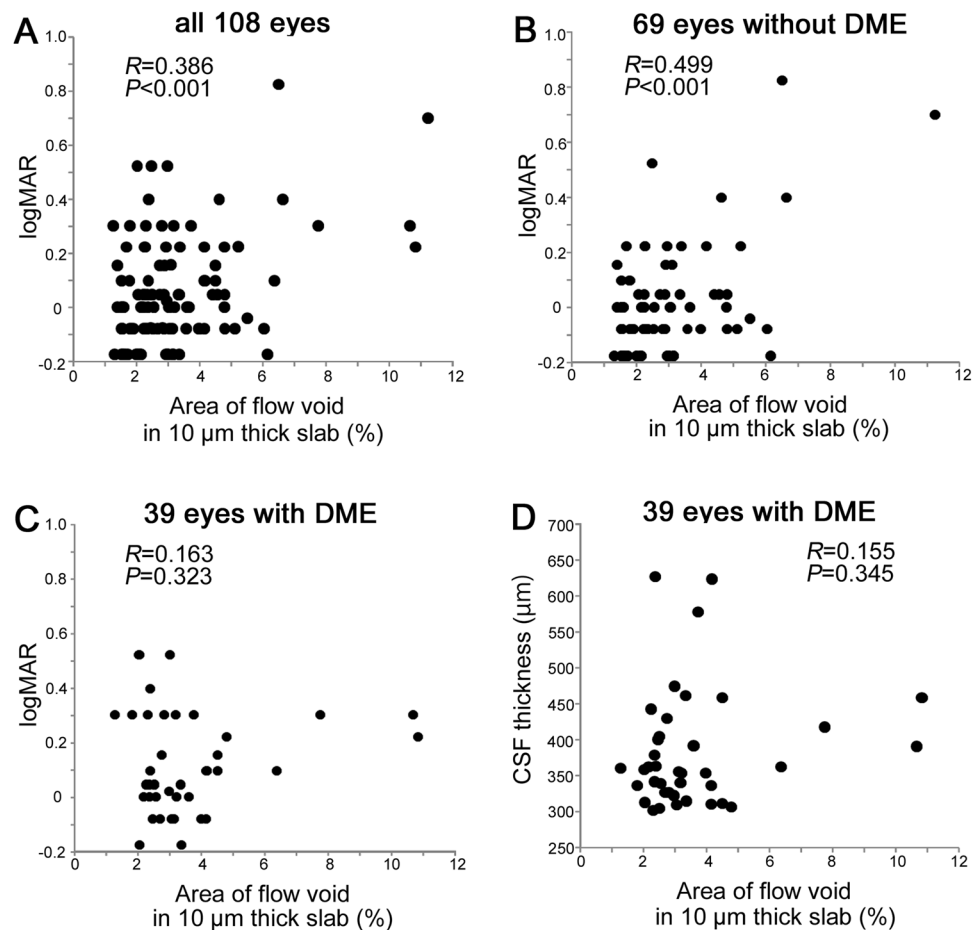 A
all 108 eyes
R=0.386
P<0.001
logMAR
1.0
0.8
0.6
0.4
0.2
0
-0.2
0
2
4
6
8
10
12
Area of flow void
in 10 µm thick slab (%)
B
69 eyes without DME
R=0.499
P<0.001
logMAR
1.0
0.8
0.6
0.4
0.2
0
-0.2
0
2
4
6
8
10
12
Area of flow void
in 10 µm thick slab (%)
C
39 eyes with DME
R=0.163
P=0.323
logMAR
1.0
0.8
0.6
0.4
0.2
0
-0.2
0
2
4
6
8
10
12
Area of flow void
in 10 µm thick slab (%)
D
39 eyes with DME
R=0.155
P=0.345
CSF thickness (µm)
700
650
600
550
500
450
400
350
300
250
0
2
4
6
8
10
12
Area of flow void
in 10 µm thick slab (%)